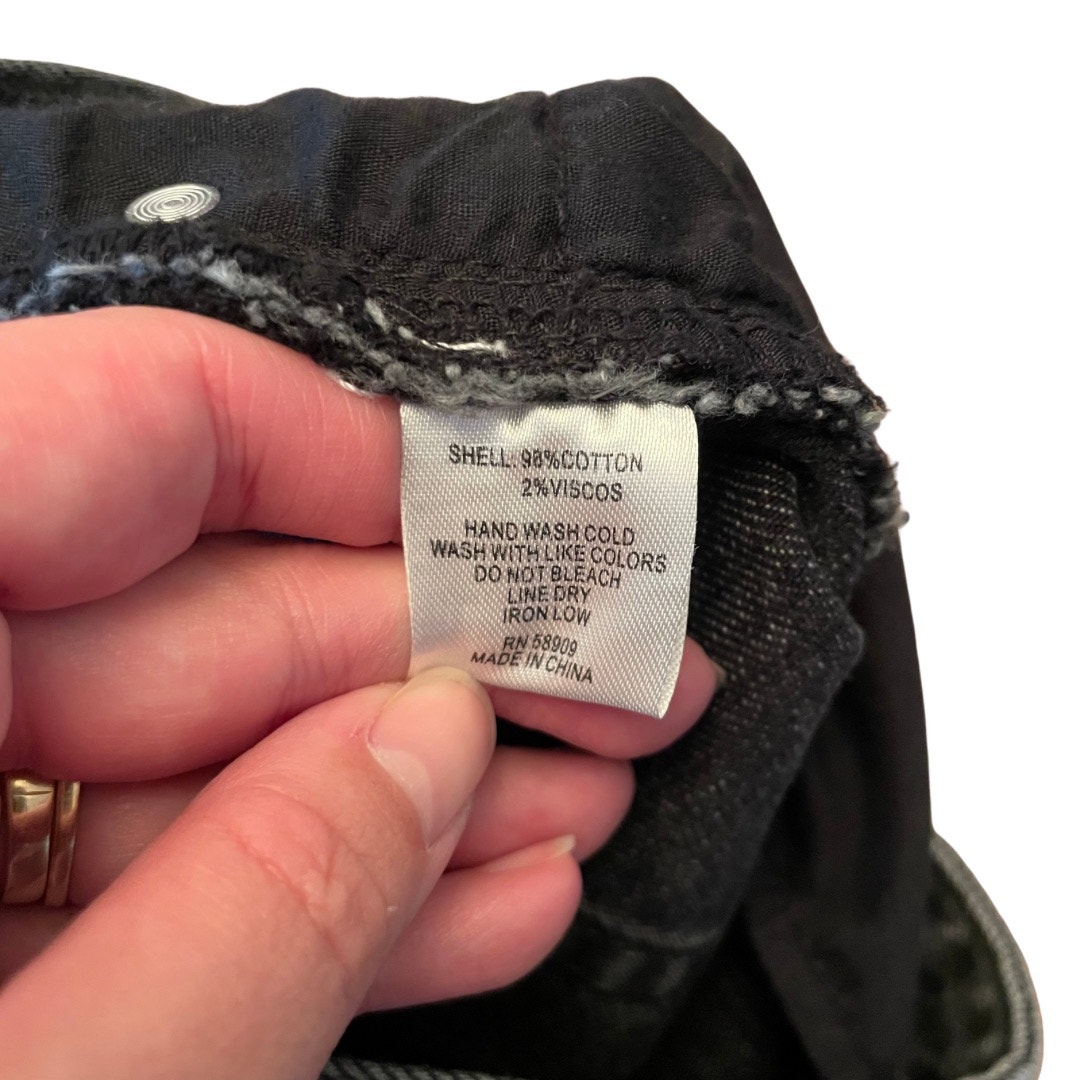 SHELL: 98%COTTON
2%VISCOS
HAND WASH COLD
WASH WITH LIKE COLORS
DO NOT BLEACH
LINE DRY
IRON LOW
RN 58909
MADE IN CHINA